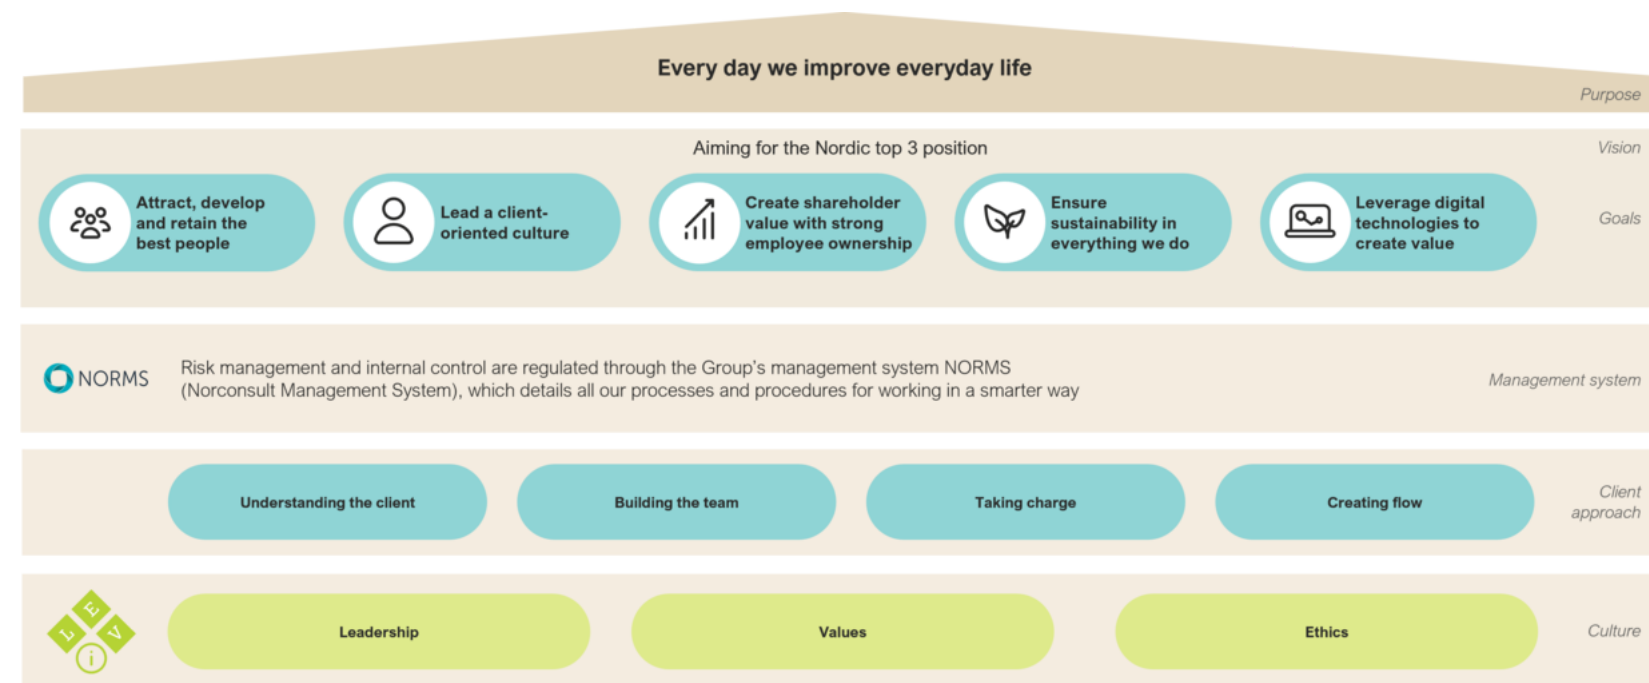 Every day we improve everyday life
Purpose
Aiming for the Nordic top 3 position
Vision
Attract, develop
and retain the
best people
Lead a client-
oriented culture
Create shareholder
value with strong
employee ownership
Ensure
sustainability in
everything we do
Leverage digital
technologies to
create value
Goals
NORMS
Risk management and internal control are regulated through the Group's management system NORMS
(Norconsult Management System), which details all our processes and procedures for working in a smarter way
Management system
Understanding the client
Building the team
Taking charge
Creating flow
Client
approach
L E V
i
Leadership
Values
Ethics
Culture